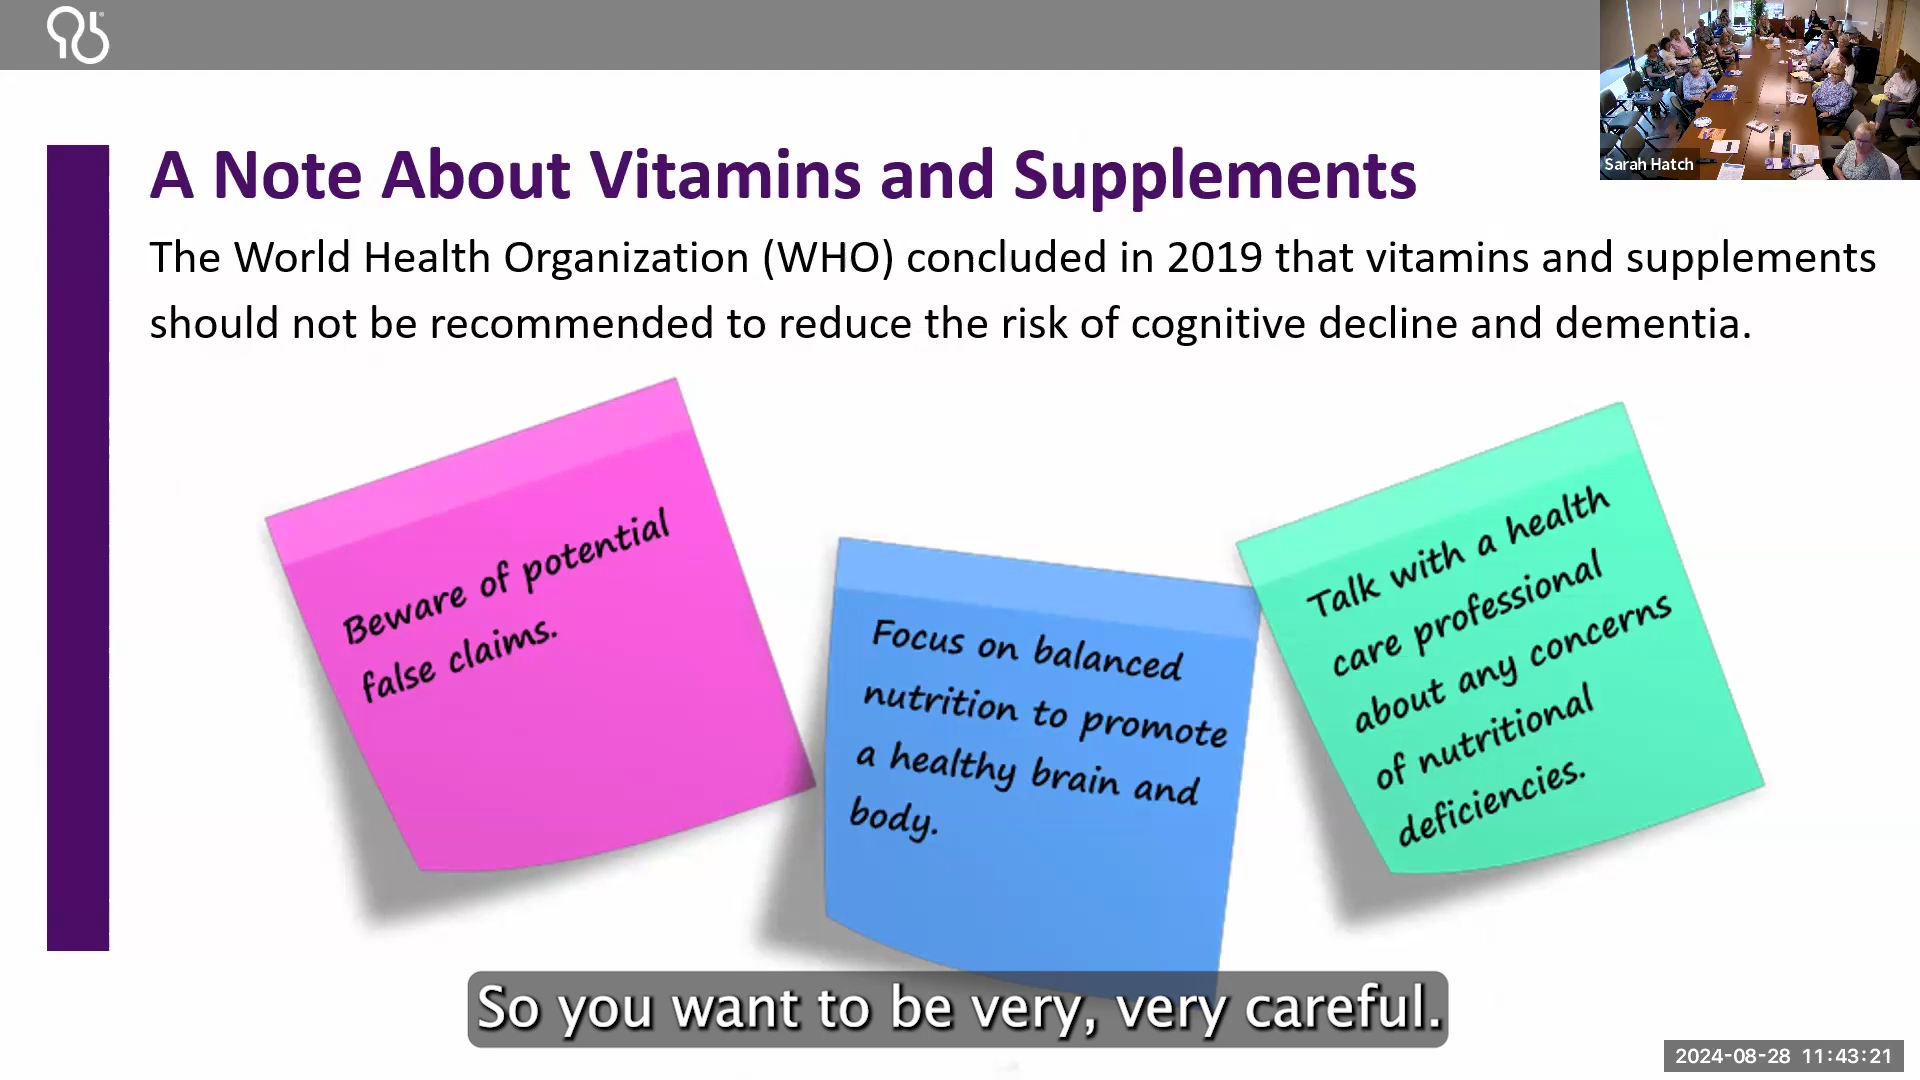 A Note About Vitamins and Supplements
The World Health Organization (WHO) concluded in 2019 that vitamins and supplements
should not be recommended to reduce the risk of cognitive decline and dementia.
Sarah Hatch
Beware of potential
false claims.
Focus on balanced
nutrition to promote
a healthy brain and
body.
Talk with a health
care professional
about any concerns
of nutritional
deficiencies.
So you want to be very, very careful.
2024-08-28 11:43:21